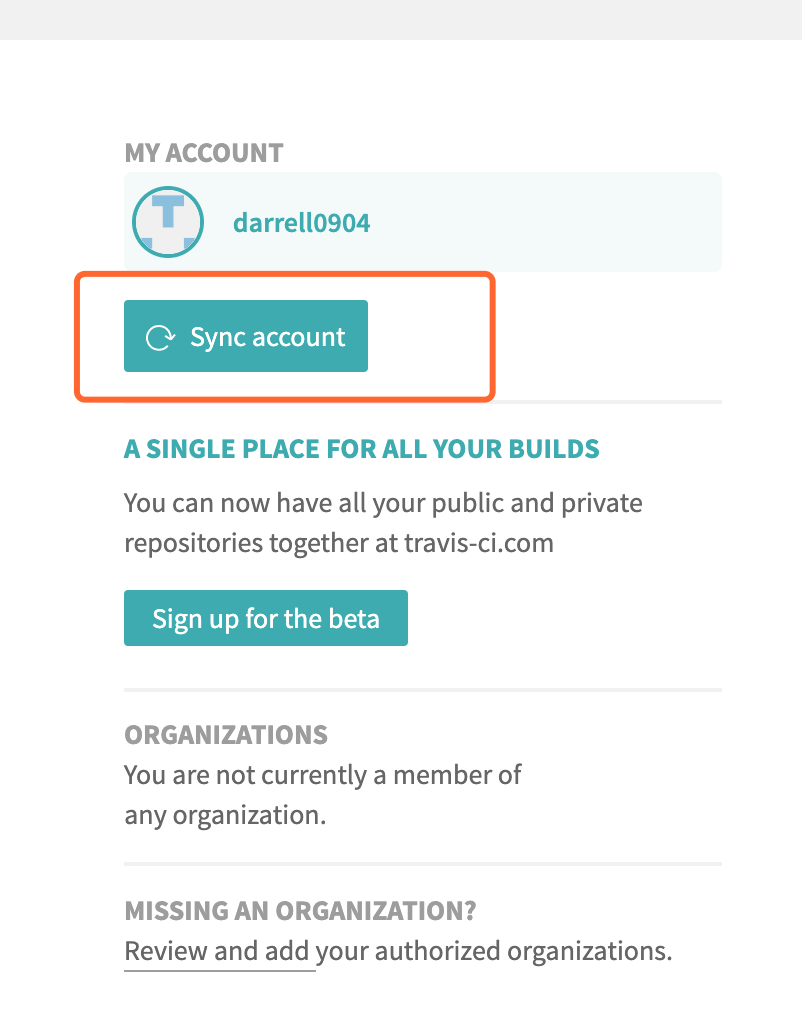 MY ACCOUNT
darrell0904
Sync account
A SINGLE PLACE FOR ALL YOUR BUILDS
You can now have all your public and private
repositories together at travis-ci.com
Sign up for the beta
ORGANIZATIONS
You are not currently a member of
any organization.
MISSING AN ORGANIZATION?
Review and add your authorized organizations.